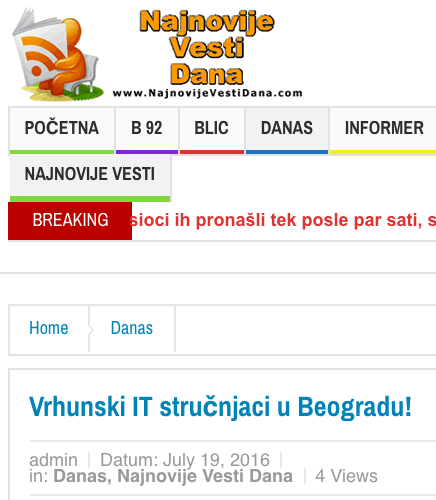 Najnovije
Vesti
Dana
www.NajnovijeVestiDana.com
POČETNA B 92 BLIC DANAS INFORMER
NAJNOVIJE VESTI
BREAKING sioci ih pronašli tek posle par sati, s
Home Danas
Vrhunski IT stručnjaci u Beogradu!
admin Datum: July 19, 2016
in: Danas, Najnovije Vesti Dana 4 Views